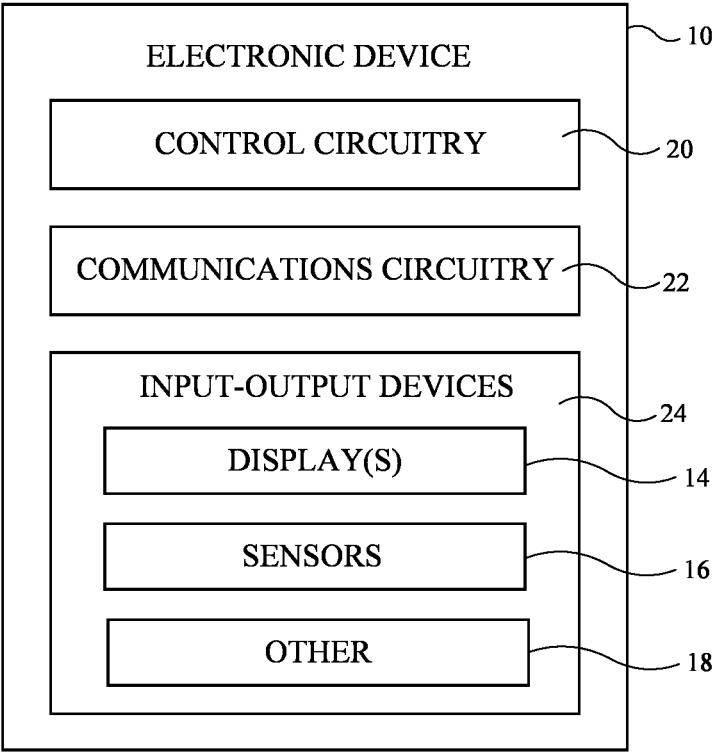 10
ELECTRONIC DEVICE
CONTROL CIRCUITRY
20
COMMUNICATIONS CIRCUITRY
22
INPUT-OUTPUT DEVICES
24
DISPLAY(S)
14
SENSORS
16
OTHER
18